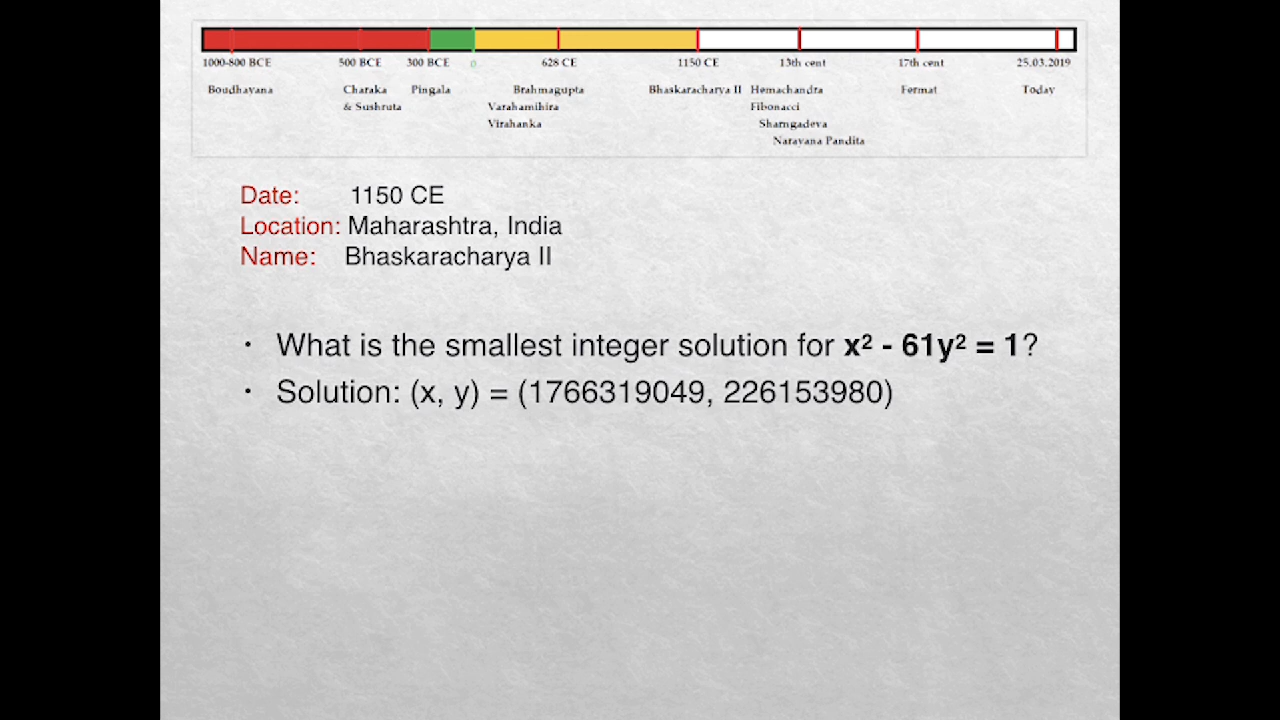 1000-800 BCE 500 BCE 300 BCE 0 628 CE 1150 CE 13th cent 17th cent 25.03.2019
Boudhayana Charaka Pingala Brahmagupta Bhaskaracharya II Hemachandra Fermat Today
& Sushruta Varahamihira Fibonacci
Virahanka Sharngadeva
Narayana Pandita
Date: 1150 CE
Location: Maharashtra, India
Name: Bhaskaracharya II
• What is the smallest integer solution for x² - 61y² = 1?
• Solution: (x, y) = (1766319049, 226153980)